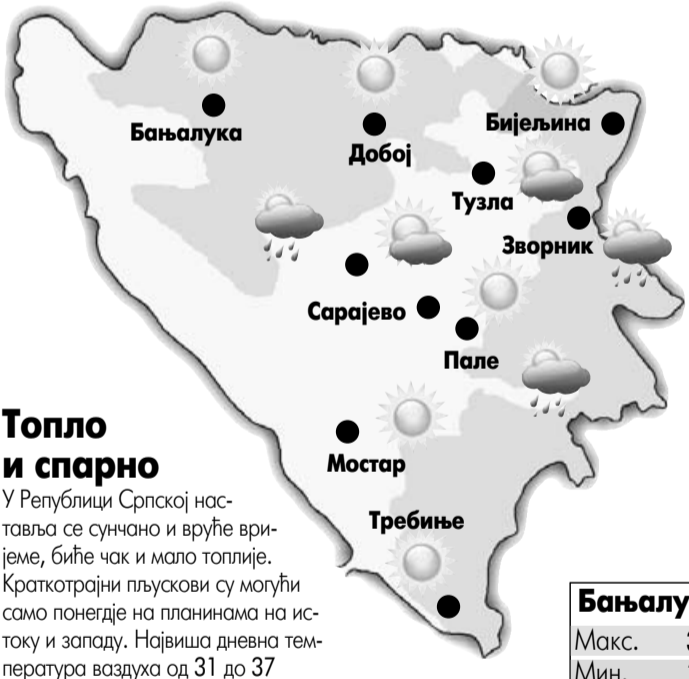 Бањалука
Добој
Бијељина
Тузла
Зворник
Сарајево
Пале
Мостар
Требиње
Топло
и спарно
У Републици Српској нас-
тавља се сунчано и вруће ври-
јеме, биће чак и мало топлије.
Краткотрајни пљускови су могући
само понегдје на планинама на ис-
току и западу. Највиша дневна тем-
пература ваздуха од 31 до 37
Бањалу
Макс.
Мин.